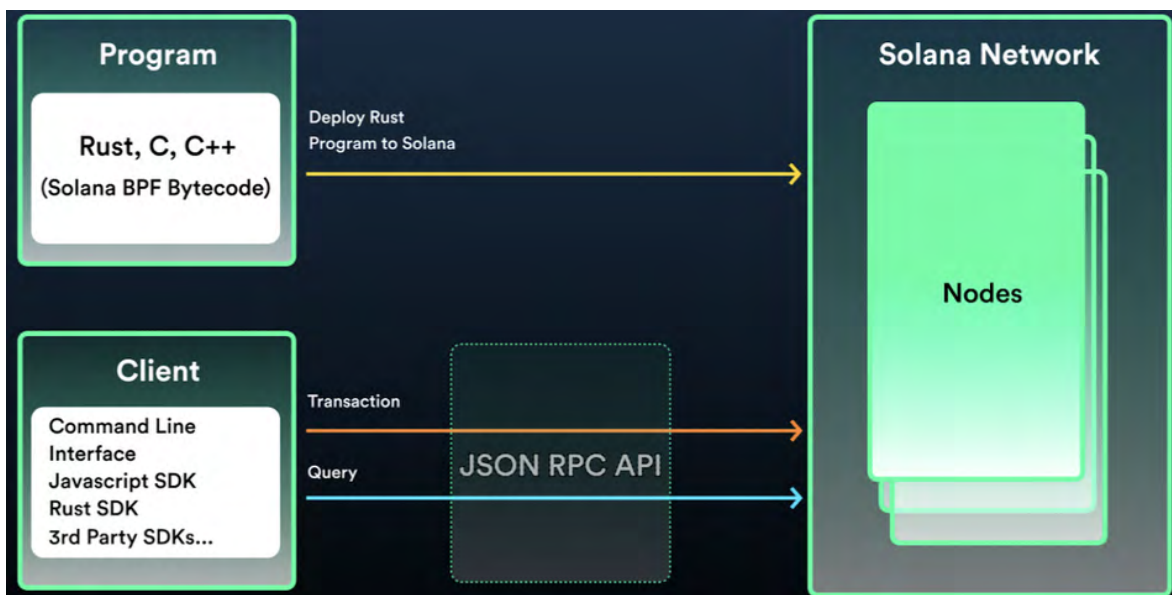 Program
Rust, C, C++
(Solana BPF Bytecode)
Deploy Rust
Program to Solana
Solana Network
Nodes
Client
Command Line
Interface
Javascript SDK
Rust SDK
3rd Party SDKs...
Transaction
Query
JSON RPC API